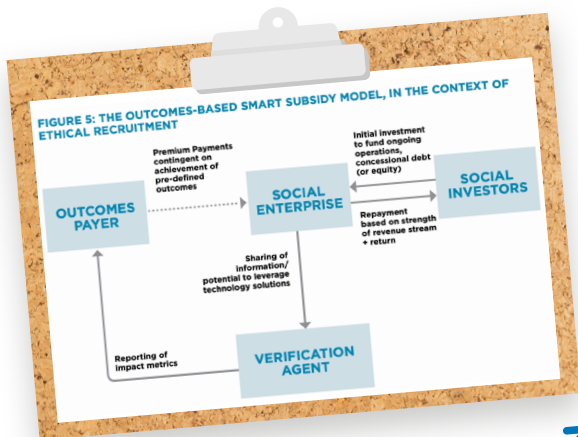 FIGURE 5: THE OUTCOMES-BASED SMART SUBSIDY MODEL, IN THE CONTEXT OF
ETHICAL RECRUITMENT
Premium Payments
contingent on
achievement of
pre-defined
outcomes
Initial investment
to fund ongoing
operations,
concessional debt
(or equity)
OUTCOMES
PAYER
SOCIAL
ENTERPRISE
SOCIAL
INVESTORS
Repayment
based on strength
of revenue stream
+ return
Sharing of
information/
potential to leverage
technology solutions
Reporting of
impact metrics
VERIFICATION
AGENT